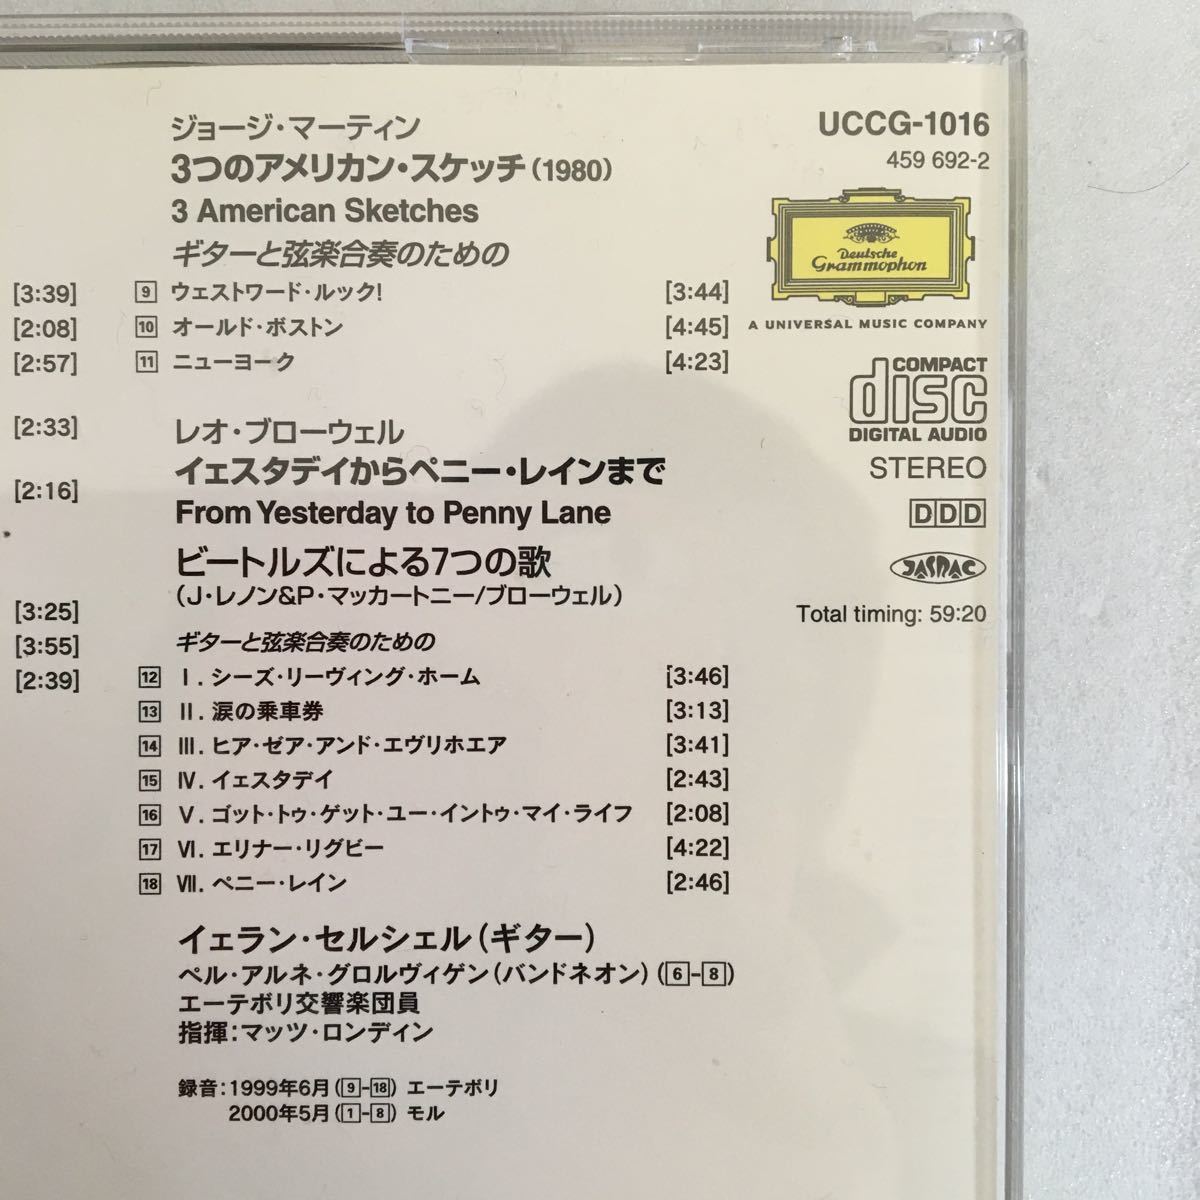 [3:39]
[2:08]
[2:57]
[2:33]
[2:16]
[3:25]
[3:55]
[2:39]
ジョージ・マーティン
3つのアメリカン・スケッチ(1980)
3 American Sketches
ギターと弦楽合奏のための
9 ウェストワード・ルック! [3:44]
10 オールド・ボストン [4:45]
11 ニューヨーク [4:23]
レオ・ブローウェル
イェスタデイからペニー・レインまで
From Yesterday to Penny Lane
ビートルズによる7つの歌
(J・レノン&P・マッカートニー/ブローウェル)
ギターと弦楽合奏のための
12 Ⅰ. シーズ・リーヴィング・ホーム [3:46]
13 Ⅱ. 涙の乗車券 [3:13]
14 Ⅲ. ヒア・ゼア・アンド・エヴリホエア [3:41]
15 Ⅳ. イェスタデイ [2:43]
16 Ⅴ. ゴット・トゥ・ゲット・ユー・イントゥ・マイ・ライフ [2:08]
17 Ⅵ. エリナー・リグビー [4:22]
18 Ⅶ. ペニー・レイン [2:46]
イェラン・セルシェル(ギター)
ペル・アルネ・グロルヴィゲン(バンドネオン)(6-8)
エーテボリ交響楽団員
指揮:マッツ・ロンディン
録音:1999年6月(9-18) エーテボリ
2000年5月(1-8) モル
UCCG-1016
459 692-2
Deutsche
Grammophon
A UNIVERSAL MUSIC COMPANY
COMPACT
disc
DIGITAL AUDIO
STEREO
DDD
JASRAC
Total timing: 59:20